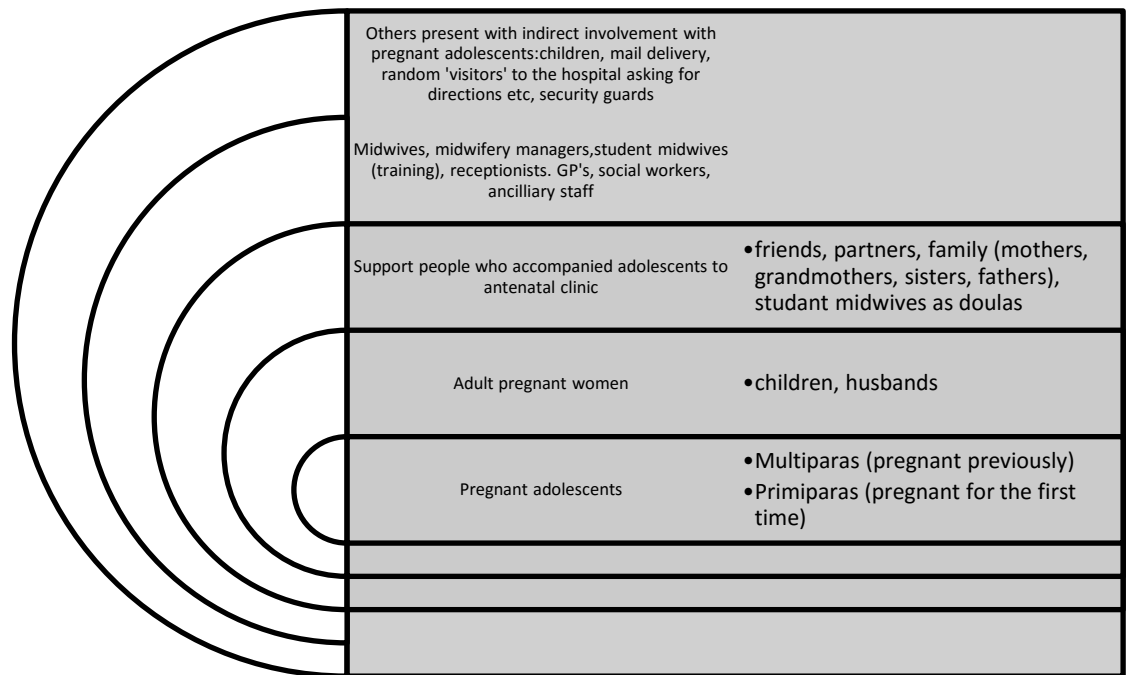 Others present with indirect involvement with
pregnant adolescents:children, mail delivery,
random 'visitors' to the hospital asking for
directions etc, security guards
Midwives, midwifery managers,student midwives
(training), receptionists. GP's, social workers,
ancilliary staff
Support people who accompanied adolescents to
antenatal clinic
•friends, partners, family (mothers,
grandmothers, sisters, fathers),
studant midwives as doulas
Adult pregnant women
•children, husbands
Pregnant adolescents
•Multiparas (pregnant previously)
•Primiparas (pregnant for the first
time)